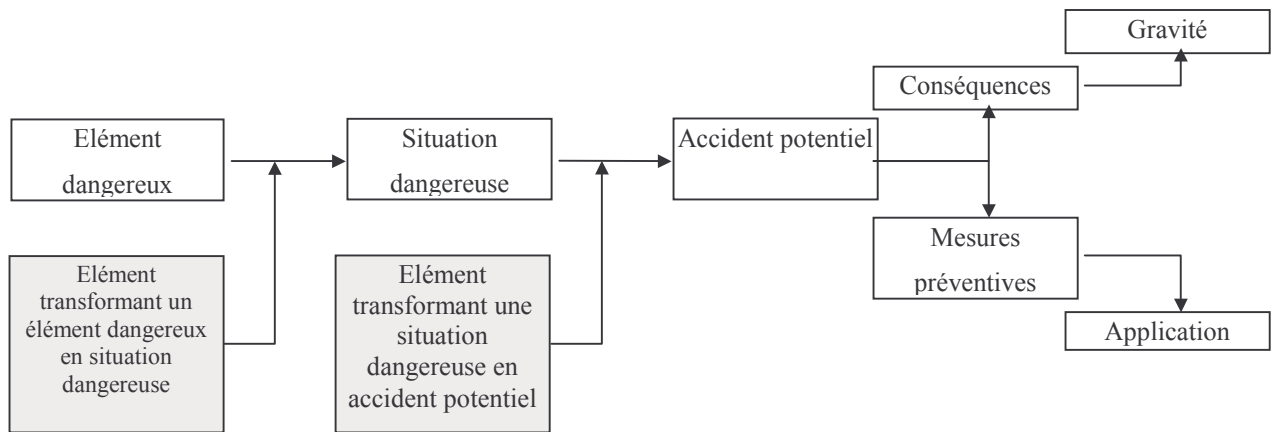 Gravité
Conséquences
Elément
dangereux
Situation
dangereuse
Accident potentiel
Mesures
préventives
Elément
transformant un
élément dangereux
en situation
dangereuse
Elément
transformant une
situation
dangereuse en
accident potentiel
Application